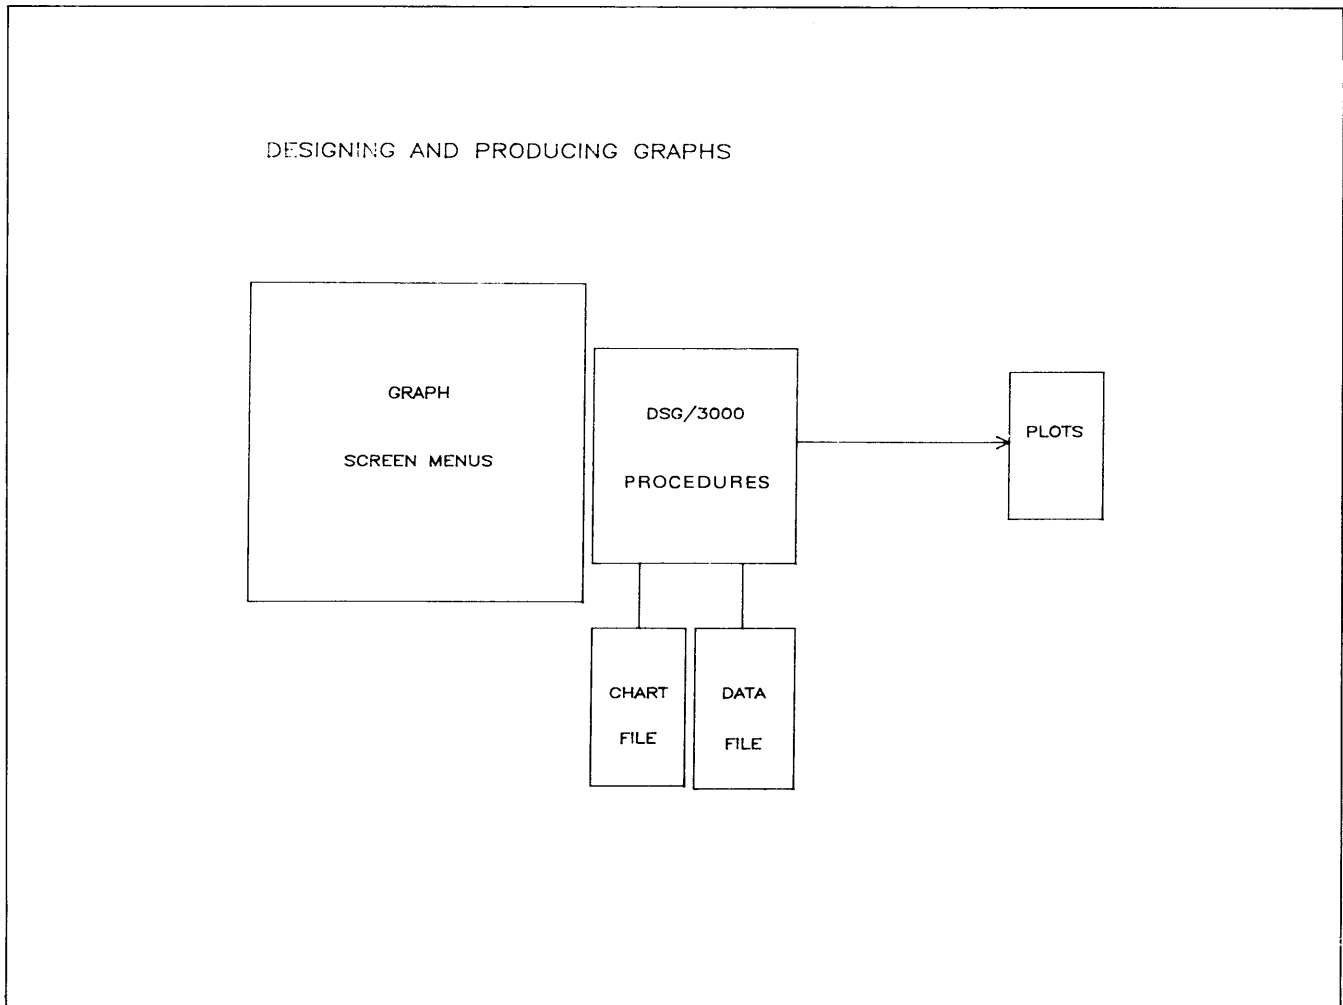 DESIGNING AND PRODUCING GRAPHS
GRAPH
SCREEN MENUS
DSG/3000
PROCEDURES
PLOTS
CHART
FILE
DATA
FILE